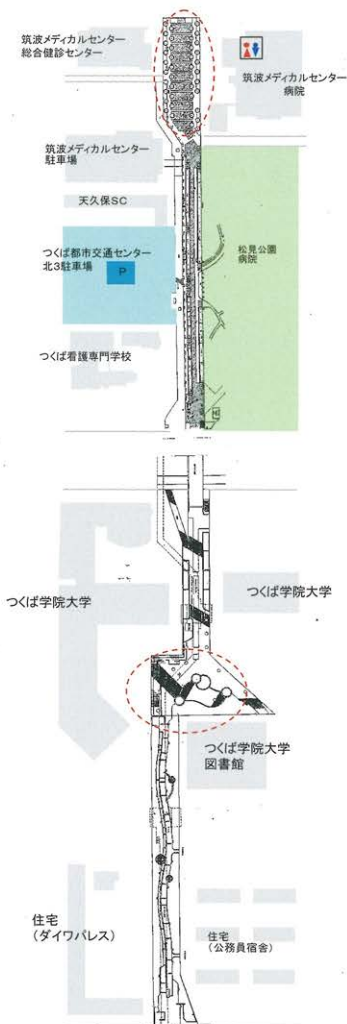 筑波メディカルセンター
総合健診センター
筑波メディカルセンター
病院
筑波メディカルセンター
駐車場
天久保SC
つくば都市交通センター
北3駐車場
P
松見公園
病院
つくば看護専門学校
つくば学院大学
つくば学院大学
つくば学院大学
図書館
住宅
(ダイワパレス)
住宅
(公務員宿舎)